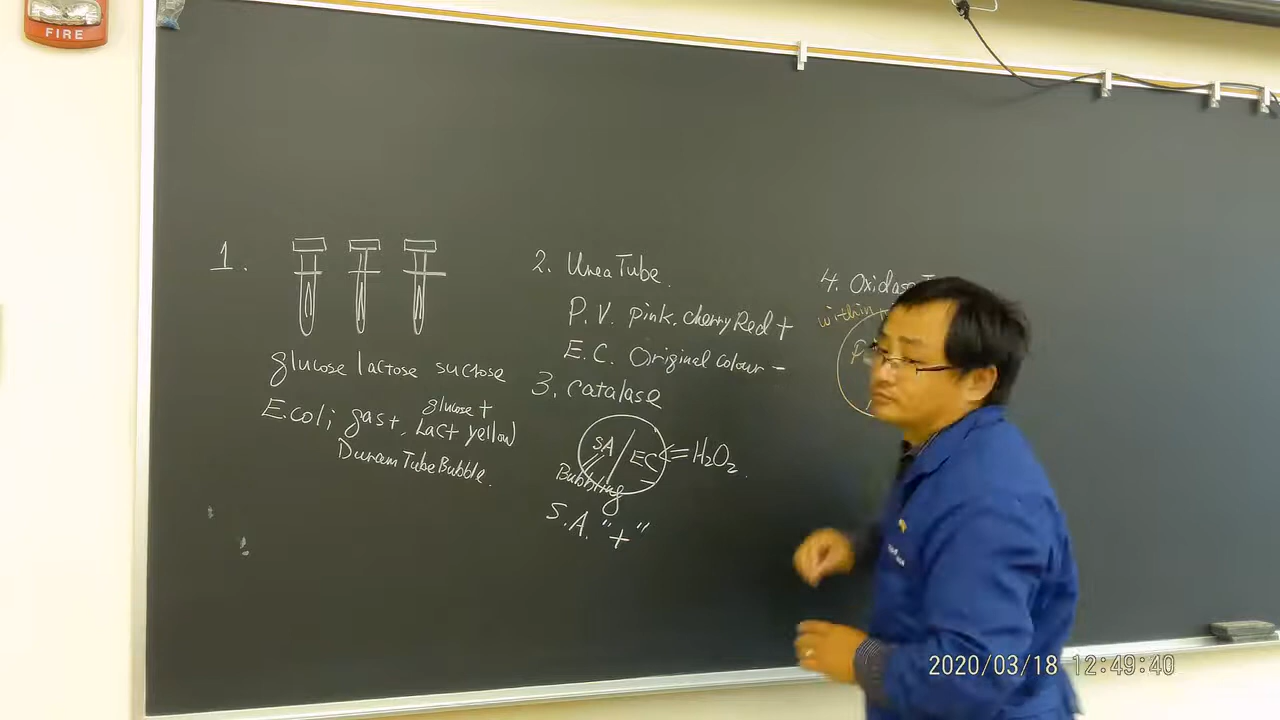 FIRE
1.
glucose lactose sucrose
E.coli gas+, glucose +
Lact yellow
Duram Tube Bubble.
2. Urea Tube.
P.V. pink. cherry Red +
E.C. Original colour -
3. Catalase
SA EC = H2O2.
Bubbling
S.A. "+"
4. Oxidase
within
P
2020/03/18 12:49:40